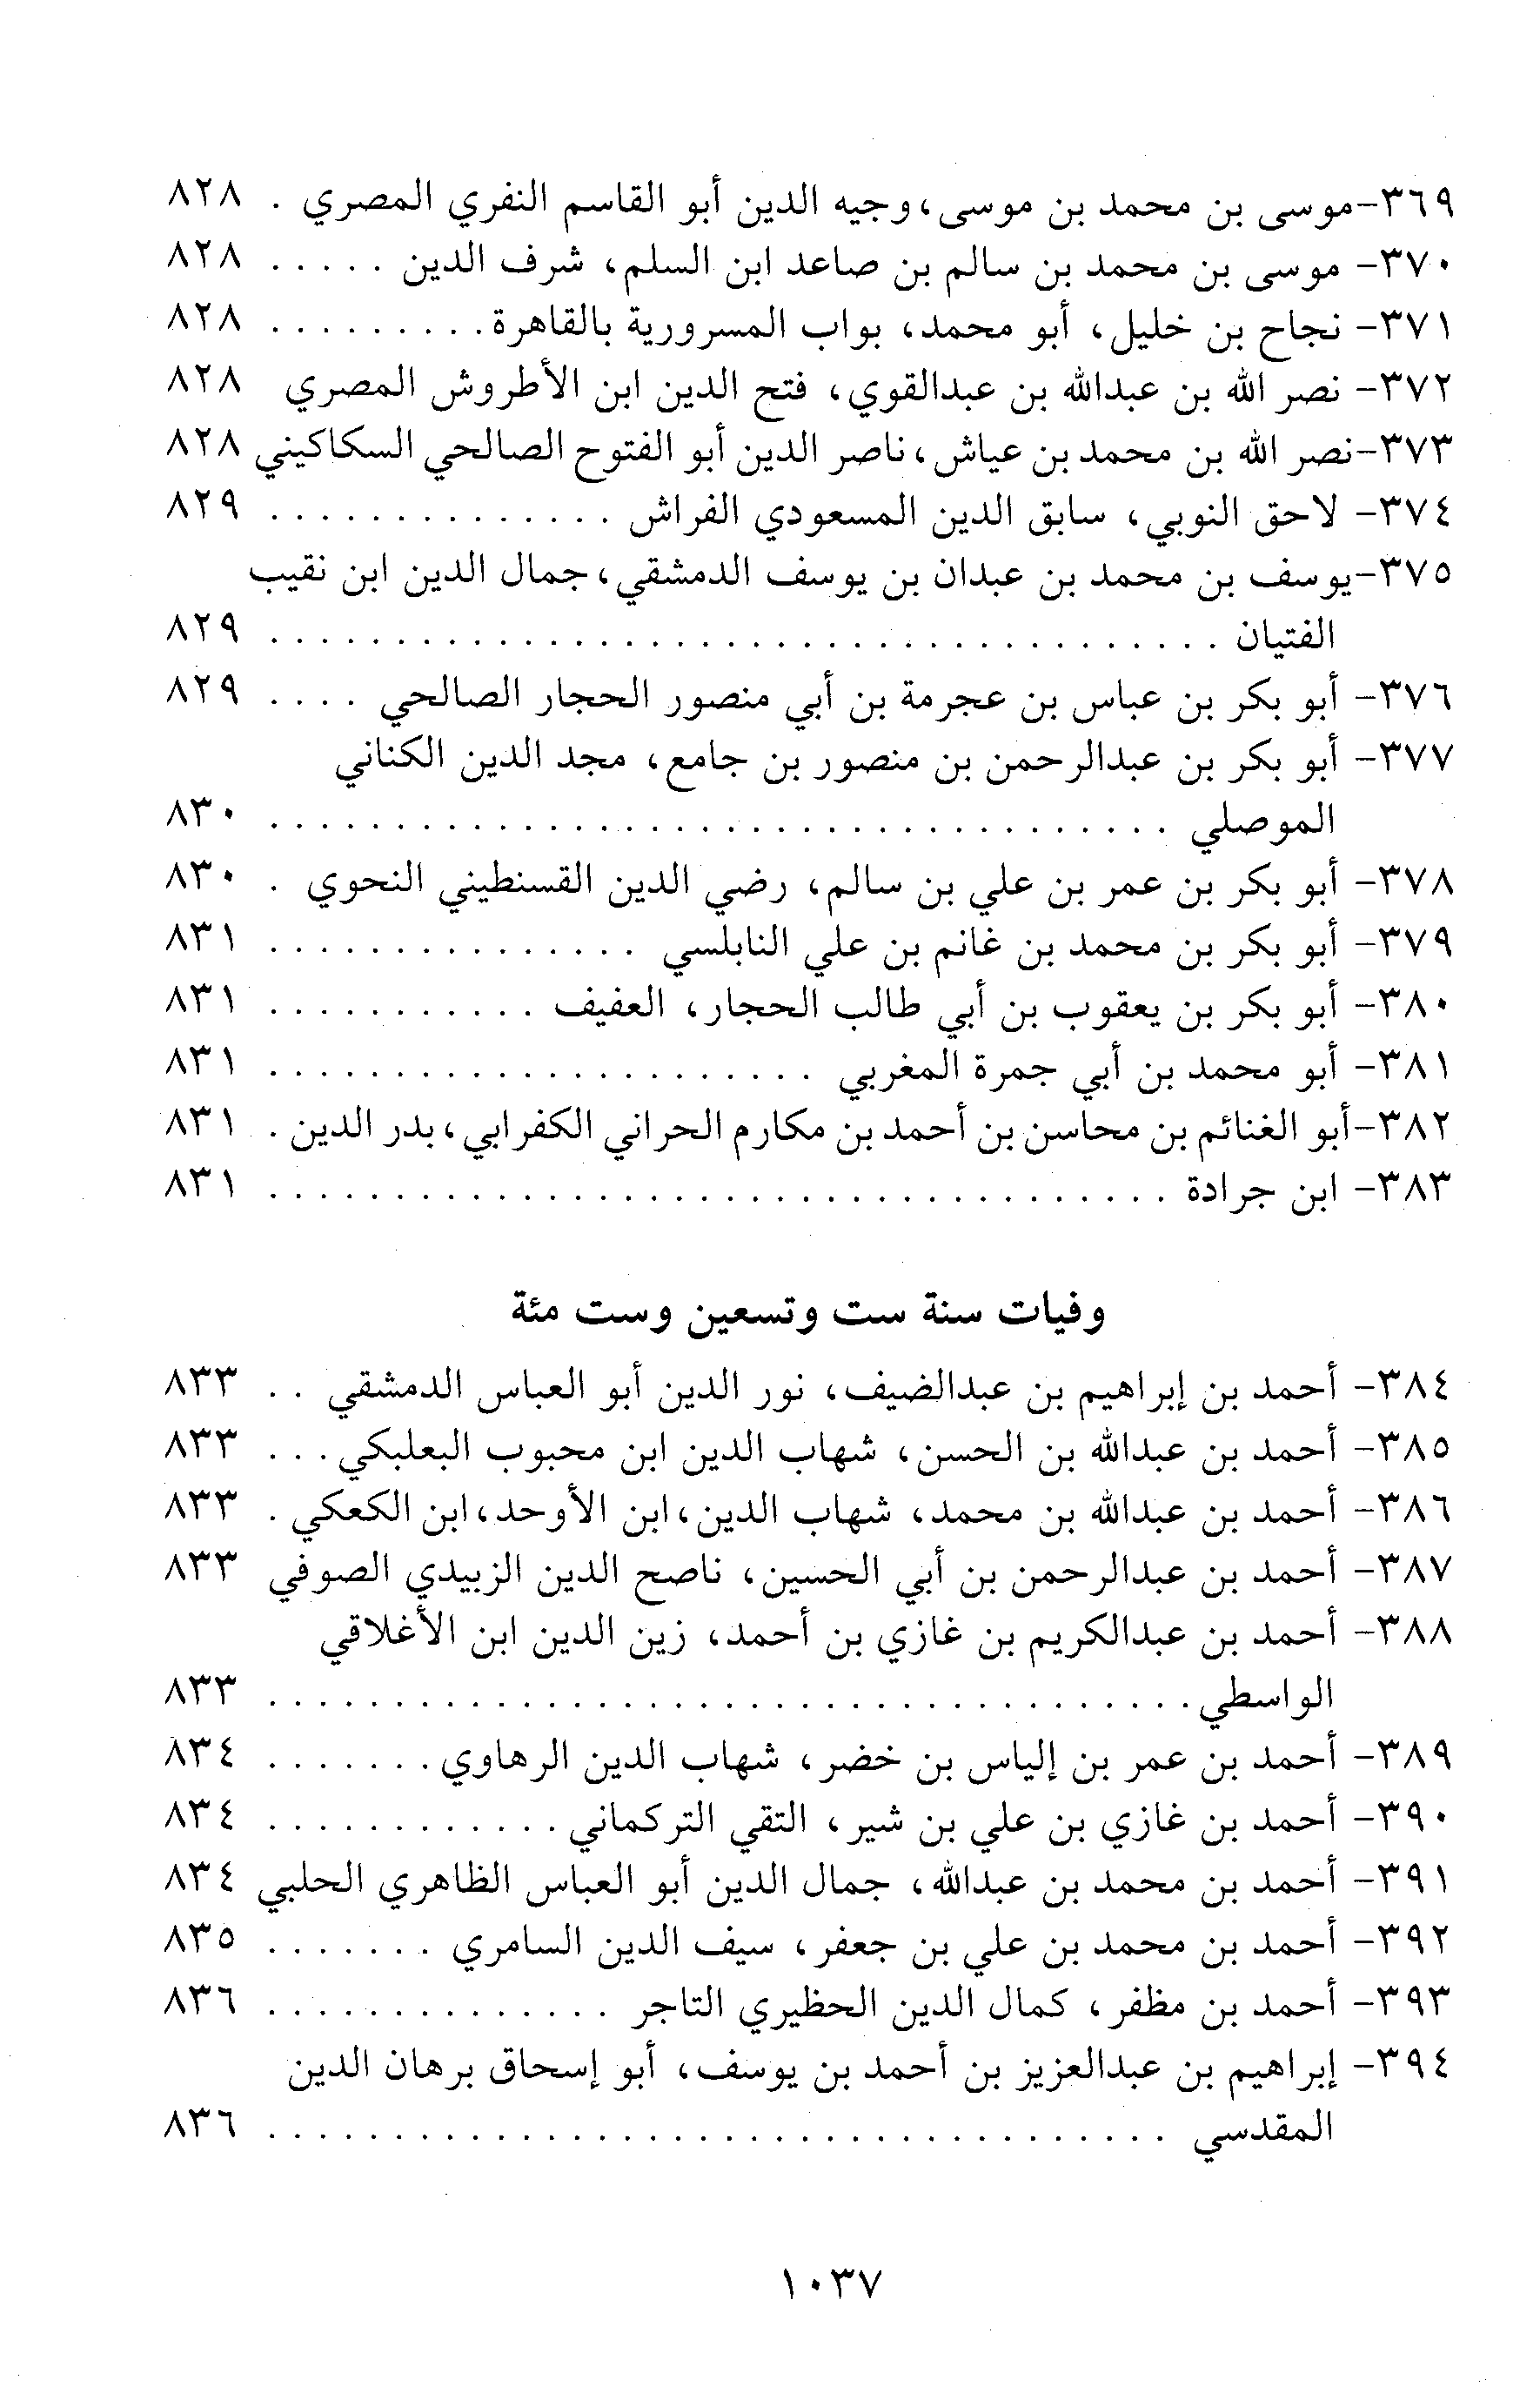 ٣٦٩-موسى بن محمد بن موسى،وجيه الدين أبو القاسم النفري المصري . ٨٢٨
٣٧٠- موسى بن محمد بن سالم بن صاعد ابن السلم، شرف الدين . . . . . ٨٢٨
٣٧١- نجاح بن خليل، أبو محمد، بواب المسرورية بالقاهرة. . . . . . . . . ٨٢٨
٣٧٢- نصر الله بن عبدالله بن عبدالقوي، فتح الدين ابن الأطروش المصري ٨٢٨
٣٧٣-نصر الله بن محمد بن عياش،ناصر الدين أبو الفتوح الصالحي السكاكيني ٨٢٨
٣٧٤- لاحق النوبي، سابق الدين المسعودي الفراش . . . . . . . . . . . . . . ٨٢٩
٣٧٥-يوسف بن محمد بن عبدان بن يوسف الدمشقي،جمال الدين ابن نقيب
الفتيان . . . . . . . . . . . . . . . . . . . . . . . . . . . . . . . . . . . . . . ٨٢٩
٣٧٦- أبو بكر بن عباس بن عجرمة بن أبي منصور الحجار الصالحي . . . . ٨٢٩
٣٧٧- أبو بكر بن عبدالرحمن بن منصور بن جامع، مجد الدين الكناني
الموصلي . . . . . . . . . . . . . . . . . . . . . . . . . . . . . . . . . . . . ٨٣٠
٣٧٨- أبو بكر بن عمر بن علي بن سالم، رضي الدين القسنطيني النحوي . ٨٣٠
٣٧٩- أبو بكر بن محمد بن غانم بن علي النابلسي . . . . . . . . . . . . . . . ٨٣١
٣٨٠- أبو بكر بن يعقوب بن أبي طالب الحجار، العفيف . . . . . . . . . . . ٨٣١
٣٨١- أبو محمد بن أبي جمرة المغربي . . . . . . . . . . . . . . . . . . . . . . ٨٣١
٣٨٢-أبو الغنائم بن محاسن بن أحمد بن مكارم الحراني الكفرابي،بدر الدين . ٨٣١
٣٨٣- ابن جرادة . . . . . . . . . . . . . . . . . . . . . . . . . . . . . . . . . . . . ٨٣١
وفيات سنة ست وتسعين وست مئة
٣٨٤- أحمد بن إبراهيم بن عبدالضيف، نور الدين أبو العباس الدمشقي . . ٨٣٣
٣٨٥- أحمد بن عبدالله بن الحسن، شهاب الدين ابن محبوب البعلبكي. . . ٨٣٣
٣٨٦- أحمد بن عبدالله بن محمد، شهاب الدين،ابن الأوحد،ابن الكعكي . ٨٣٣
٣٨٧- أحمد بن عبدالرحمن بن أبي الحسين، ناصح الدين الزبيدي الصوفي ٨٣٣
٣٨٨- أحمد بن عبدالكريم بن غازي بن أحمد، زين الدين ابن الأغلاقي
الواسطي. . . . . . . . . . . . . . . . . . . . . . . . . . . . . . . . . . . . . ٨٣٣
٣٨٩- أحمد بن عمر بن إلياس بن خضر، شهاب الدين الرهاوي. . . . . . . ٨٣٤
٣٩٠- أحمد بن غازي بن علي بن شير، التقي التركماني. . . . . . . . . . . . ٨٣٤
٣٩١- أحمد بن محمد بن عبدالله، جمال الدين أبو العباس الظاهري الحلبي ٨٣٤
٣٩٢- أحمد بن محمد بن علي بن جعفر، سيف الدين السامري . . . . . . . ٨٣٥
٣٩٣- أحمد بن مظفر، كمال الدين الحظيري التاجر . . . . . . . . . . . . . . ٨٣٦
٣٩٤- إبراهيم بن عبدالعزيز بن أحمد بن يوسف، أبو إسحاق برهان الدين
المقدسي . . . . . . . . . . . . . . . . . . . . . . . . . . . . . . . . . . . . ٨٣٦
١٠٣٧